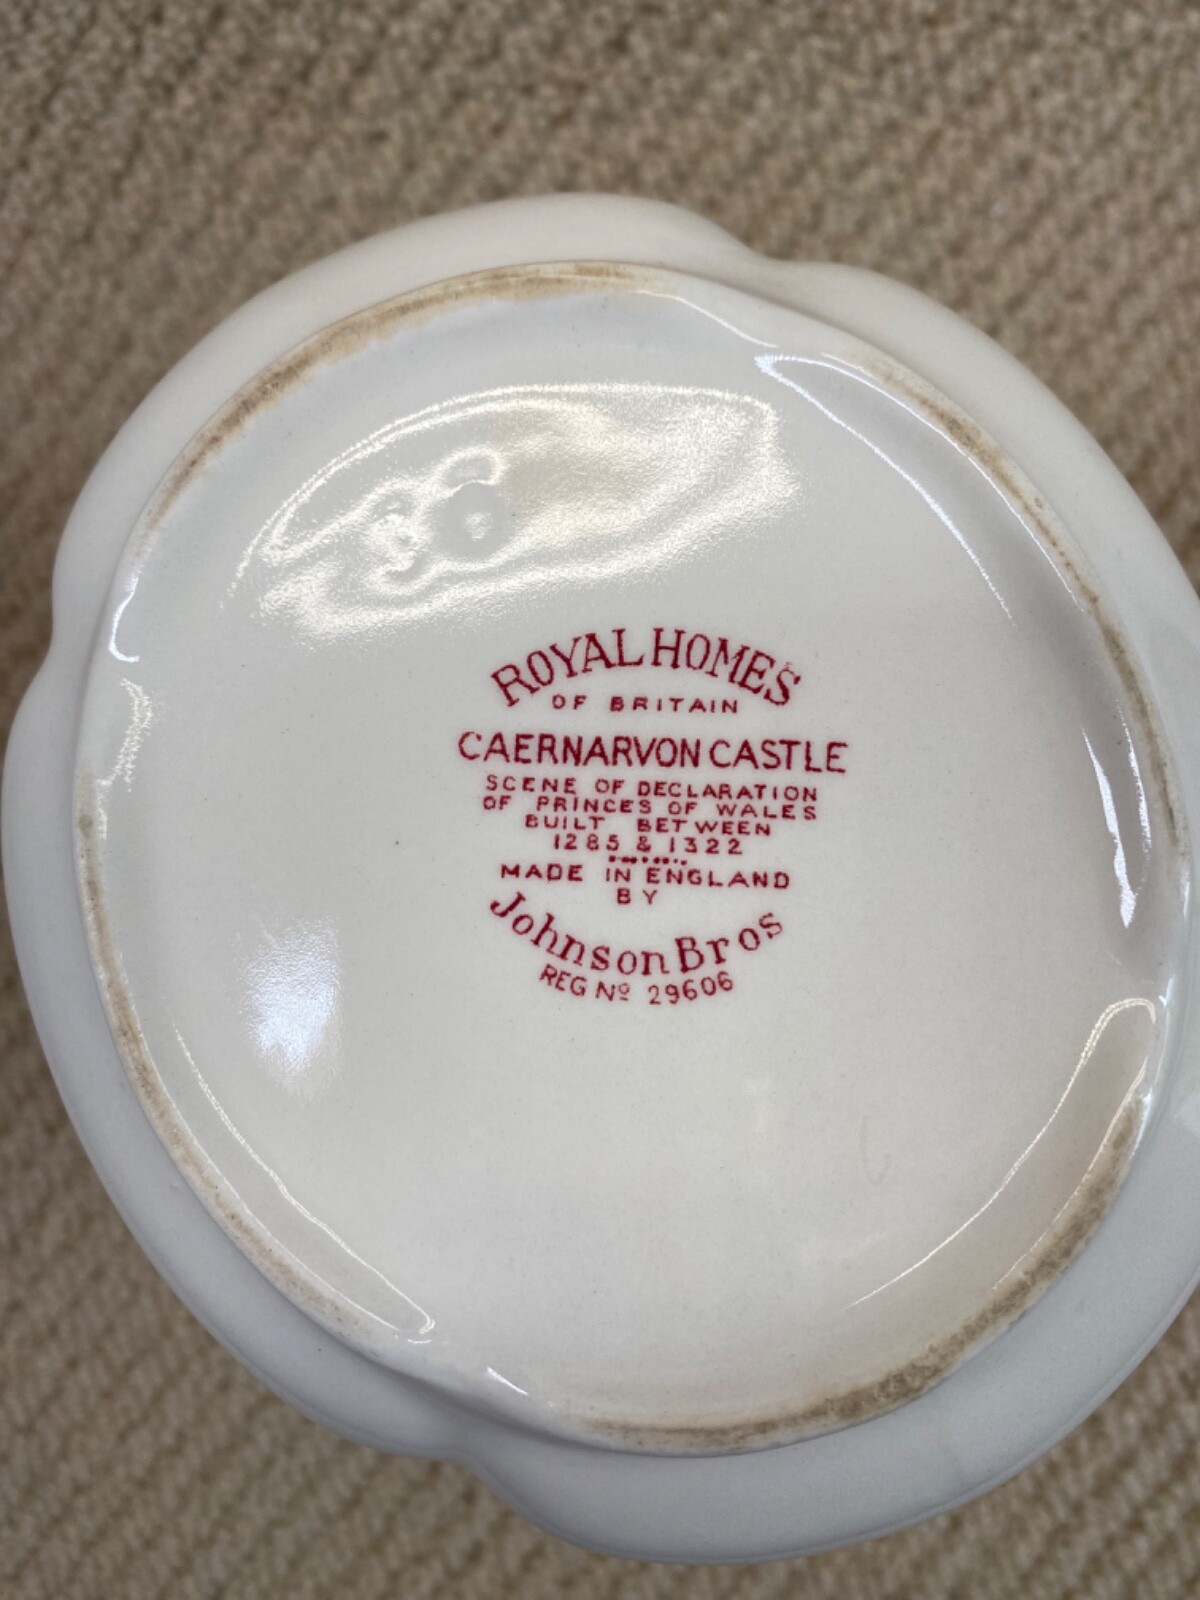 ROYAL HOMES
OF BRITAIN
CAERNARVON CASTLE
SCENE OF DECLARATION
OF PRINCES OF WALES
BUILT BETWEEN
1285 & 1322
MADE IN ENGLAND
BY
Johnson Bros
REG Nº 29606